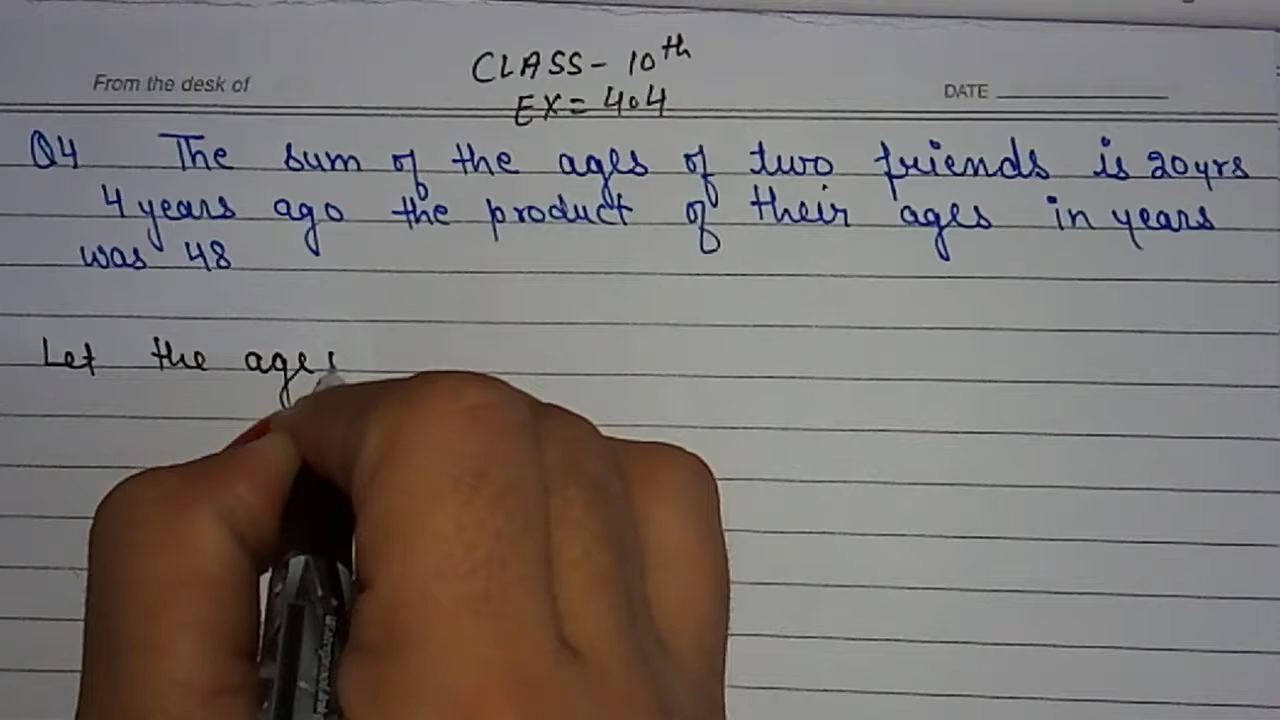 CLASS - 10th
From the desk of
DATE
EX = 4.4
Q4 The sum of the ages of two friends is 20yrs
4 years ago the product of their ages in years
was 48
Let the ages